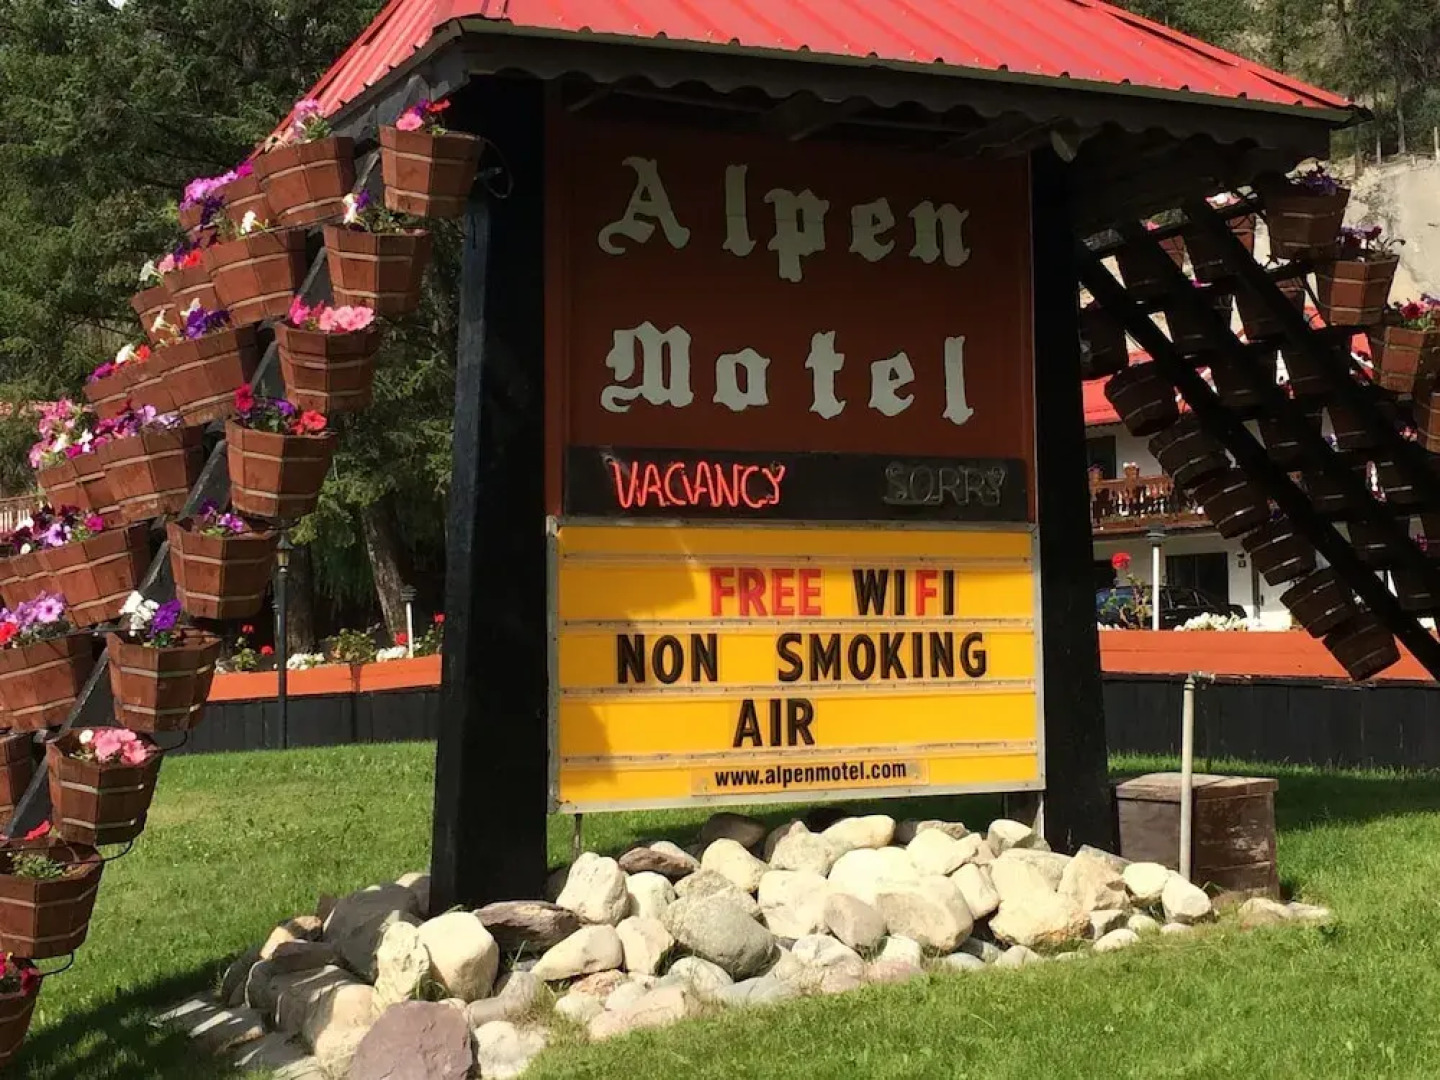 Alpen
Motel
VACANCY SORRY
FREE WIFI
NON SMOKING
AIR
www.alpenmotel.com